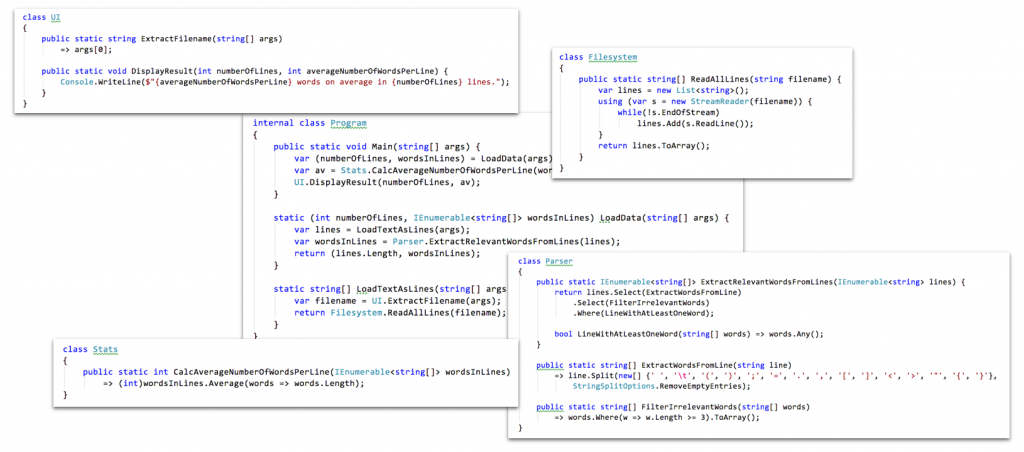 class UI
{
public static string ExtractFilename(string[] args)
=> args[0];
public static void DisplayResult(int numberOfLines, int averageNumberOfWordsPerLine) {
Console.WriteLine($"{averageNumberOfWordsPerLine} words on average in {numberOfLines} lines.");
}
}
class Filesystem
{
public static string[] ReadAllLines(string filename) {
var lines = new List<string>();
using (var s = new StreamReader(filename)) {
while(!s.EndOfStream)
lines.Add(s.ReadLine());
}
return lines.ToArray();
}
}
internal class Program
{
public static void Main(string[] args) {
var (numberOfLines, wordsInLines) = LoadData(args)
var av = Stats.CalcAverageNumberOfWordsPerLine(wor
UI.DisplayResult(numberOfLines, av);
}
static (int numberOfLines, IEnumerable<string[]> wordsInLines) LoadData(string[] args) {
var lines = LoadTextAsLines(args);
var wordsInLines = Parser.ExtractRelevantWordsFromLines(lines);
return (lines.Length, wordsInLines);
}
static string[] LoadTextAsLines(string[] args
var filename = UI.ExtractFilename(args);
return Filesystem.ReadAllLines(filename);
}
}
class Parser
{
public static IEnumerable<string[]> ExtractRelevantWordsFromLines(IEnumerable<string> lines) {
return lines.Select(ExtractWordsFromLine)
.Select(FilterIrrelevantWords)
.Where(LineWithAtLeastOneWord);
bool LineWithAtLeastOneWord(string[] words) => words.Any();
}
public static string[] ExtractWordsFromLine(string line)
=> line.Split(new[] {' ', '\t', '(', ')', ';', '=', '.', ',', '[', ']', '<', '>', '"', '{', '}'},
StringSplitOptions.RemoveEmptyEntries);
public static string[] FilterIrrelevantWords(string[] words)
=> words.Where(w => w.Length >= 3).ToArray();
}
class Stats
{
public static int CalcAverageNumberOfWordsPerLine(IEnumerable<string[]> wordsInLines)
=> (int)wordsInLines.Average(words => words.Length);
}